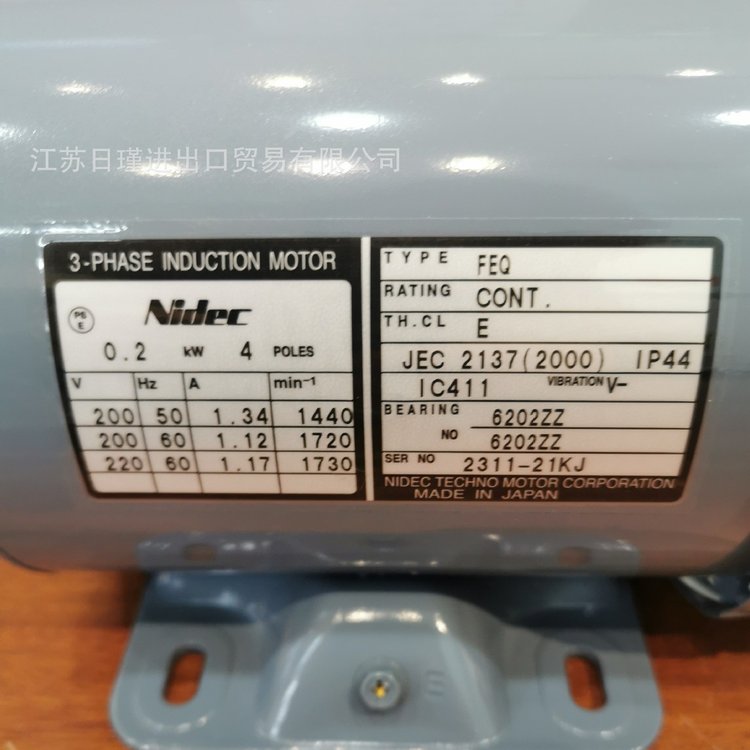 江苏日瑾进出口贸易有限公司
3-PHASE INDUCTION MOTOR
PS
E
Nidec
0.2 kW 4 POLES
V Hz A min-1
200 50 1.34 1440
200 60 1.12 1720
220 60 1.17 1730
TYPE FEQ
RATING CONT.
TH.CL E
JEC 2137(2000) IP44
IC411 VIBRATION V-
BEARING 6202ZZ
NO 6202ZZ
SER NO 2311-21KJ
NIDEC TECHNO MOTOR CORPORATION
MADE IN JAPAN